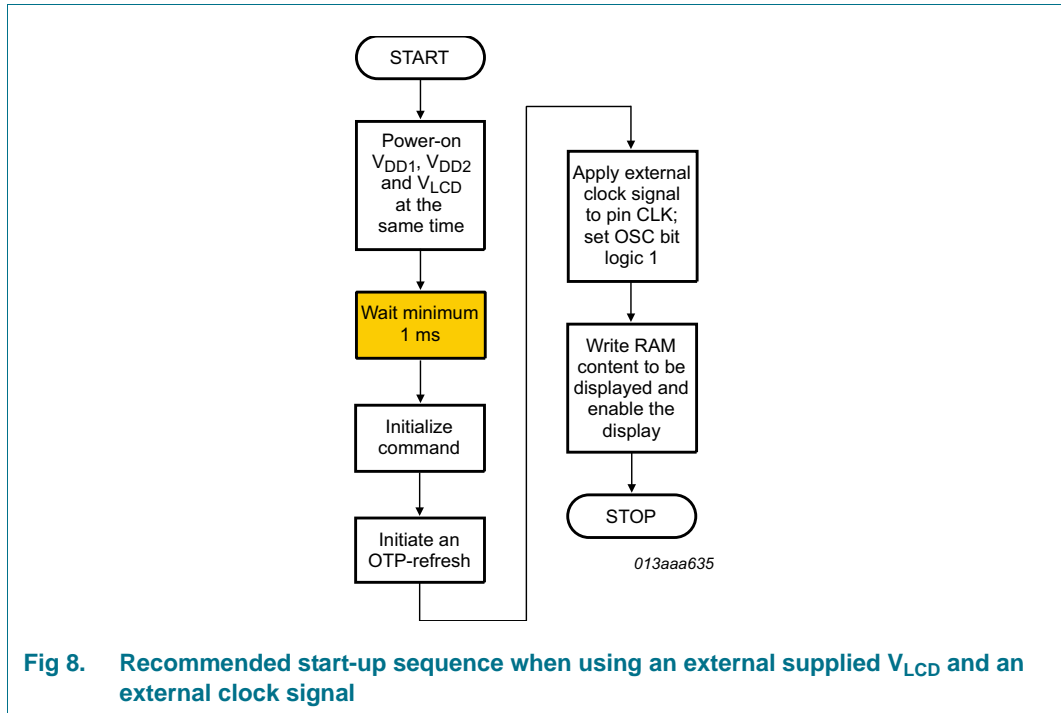 START
Power-on
VDD1, VDD2
and VLCD
at the
same time
Wait minimum
1 ms
Initialize
command
Initiate an
OTP-refresh
Apply external
clock signal
to pin CLK;
set OSC bit
logic 1
Write RAM
content to be
displayed and
enable the
display
STOP
013aaa635
Fig 8. Recommended start-up sequence when using an external supplied VLCD and an
external clock signal